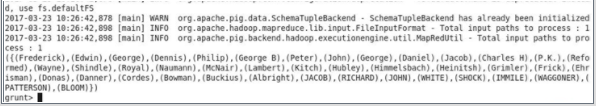 d, use fs.defaultFS
2017-03-23 10:26:42,878 [main] WARN  org.apache.pig.data.SchemaTupleBackend - SchemaTupleBackend has already been initialized
2017-03-23 10:26:42,898 [main] INFO  org.apache.hadoop.mapreduce.lib.input.FileInputFormat - Total input paths to process : 1
2017-03-23 10:26:42,898 [main] INFO  org.apache.pig.backend.hadoop.executionengine.util.MapRedUtil - Total input paths to pro
cess : 1
({(Frederick),(Edwin),(George),(Dennis),(Philip),(George B),(Peter),(John),(George),(Daniel),(Jacob),(Charles H),(P.K.),(Refo
rmed),(Wayne),(Shindle),(Royal),(Naumann),(McNair),(Lambert),(Kitch),(Hubley),(Himmelsbach),(Heinitsh),(Grimler),(Frick),(Ehr
isman),(Donas),(Danner),(Cordes),(Bowman),(Buckius),(Albright),(JACOB),(RICHARD),(JOHN),(WHITE),(SHOCK),(IMMILE),(WAGGONER),(
PATTERSON),(BLOOM)})
grunt>